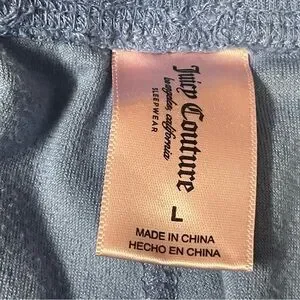 Juicy Couture
los angeles, california
SLEEPWEAR
L
MADE IN CHINA
HECHO EN CHINA